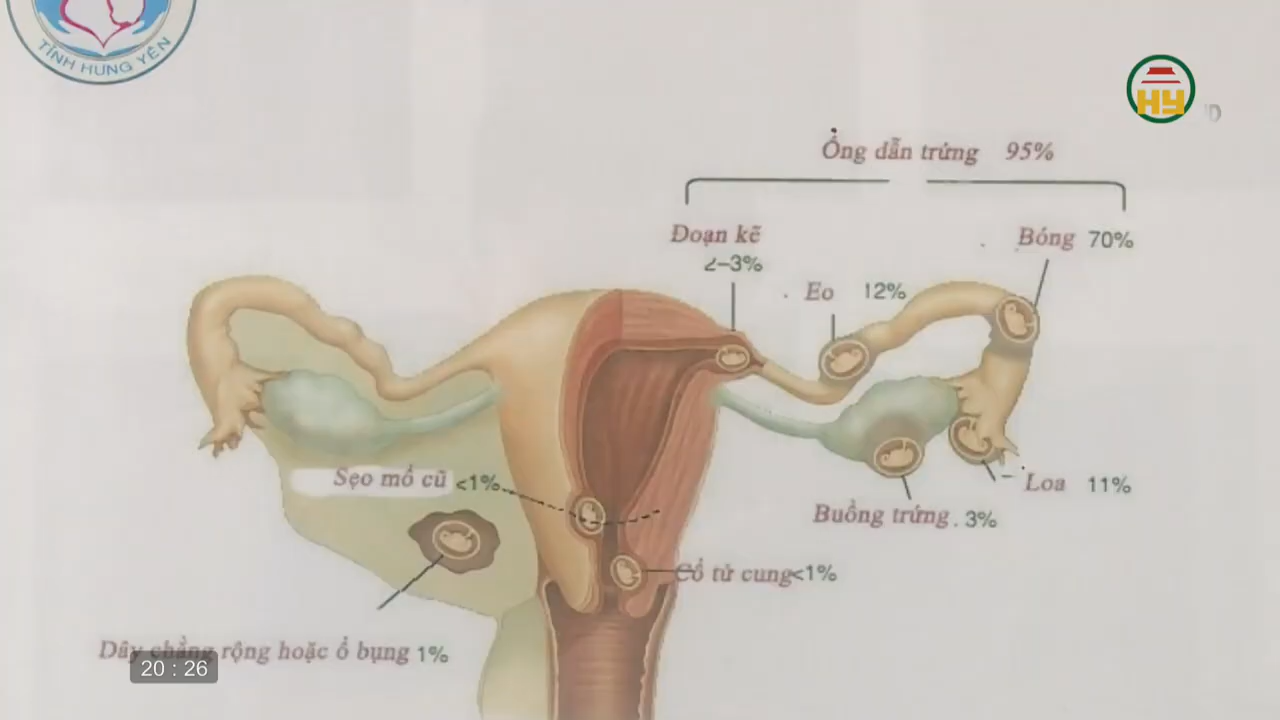 TỈNH HƯNG YÊN
HY
Ống dẫn trứng 95%
Đoạn kẽ
2–3%
Bóng 70%
Eo 12%
Sẹo mổ cũ <1%
Loa 11%
Buồng trứng 3%
Cổ tử cung <1%
Dây chằng rộng hoặc ổ bụng 1%
20 : 26